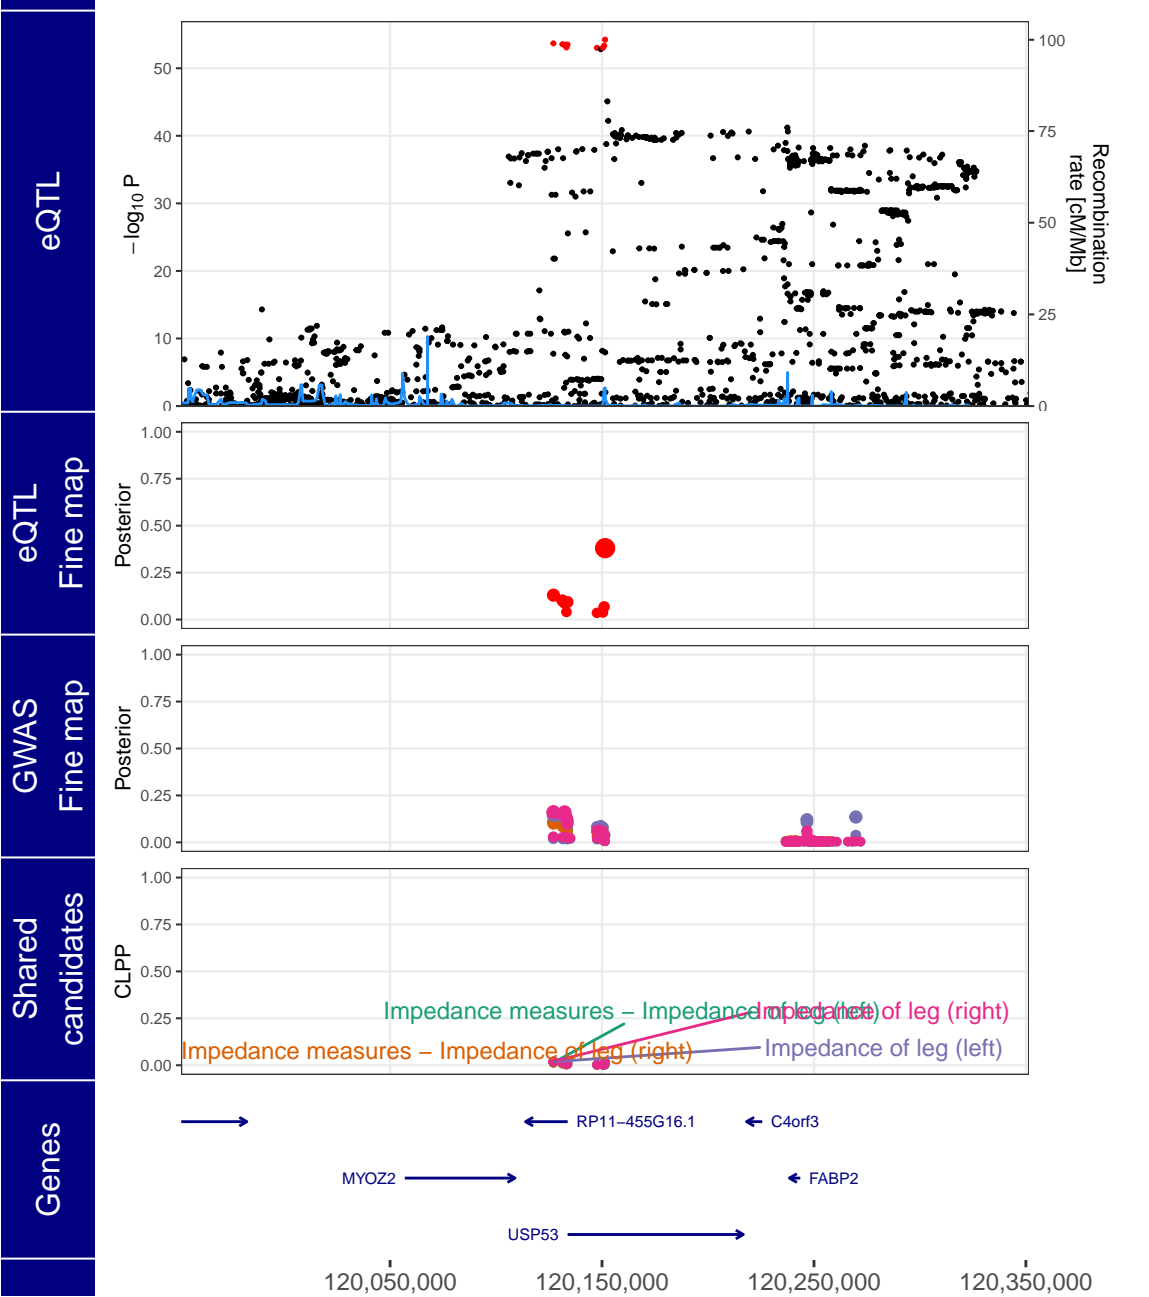 eQTL
− log10 P
50
40
30
20
10
0
100
75
50
25
0
Recombination
rate [cM/Mb]
eQTL
Fine map
Posterior
1.00
0.75
0.50
0.25
0.00
GWAS
Fine map
Posterior
1.00
0.75
0.50
0.25
0.00
Shared
candidates
CLPP
1.00
0.75
0.50
0.25
0.00
Impedance measures − Impedance of leg (left)
Impedance of leg (right)
Impedance measures − Impedance of leg (right)
Impedance of leg (left)
Genes
RP11−455G16.1
C4orf3
MYOZ2
FABP2
USP53
120,050,000
120,150,000
120,250,000
120,350,000